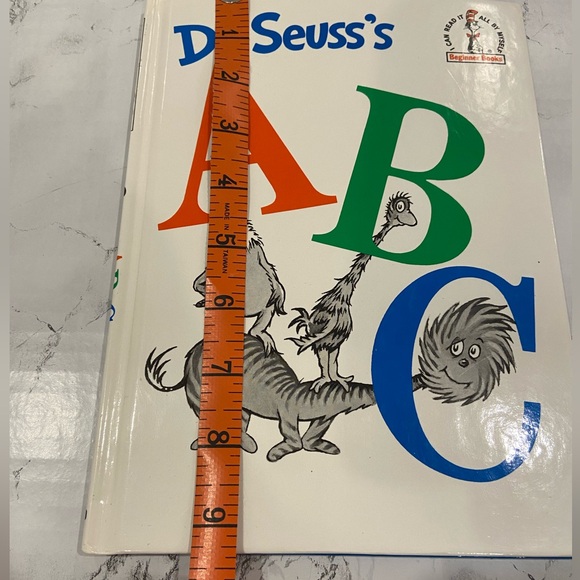 Dr. Seuss's
I CAN READ IT ALL BY MYSELF
Beginner Books
A
B
C
1
2
3
4
MADE IN
TAIWAN
5
6
7
8
9